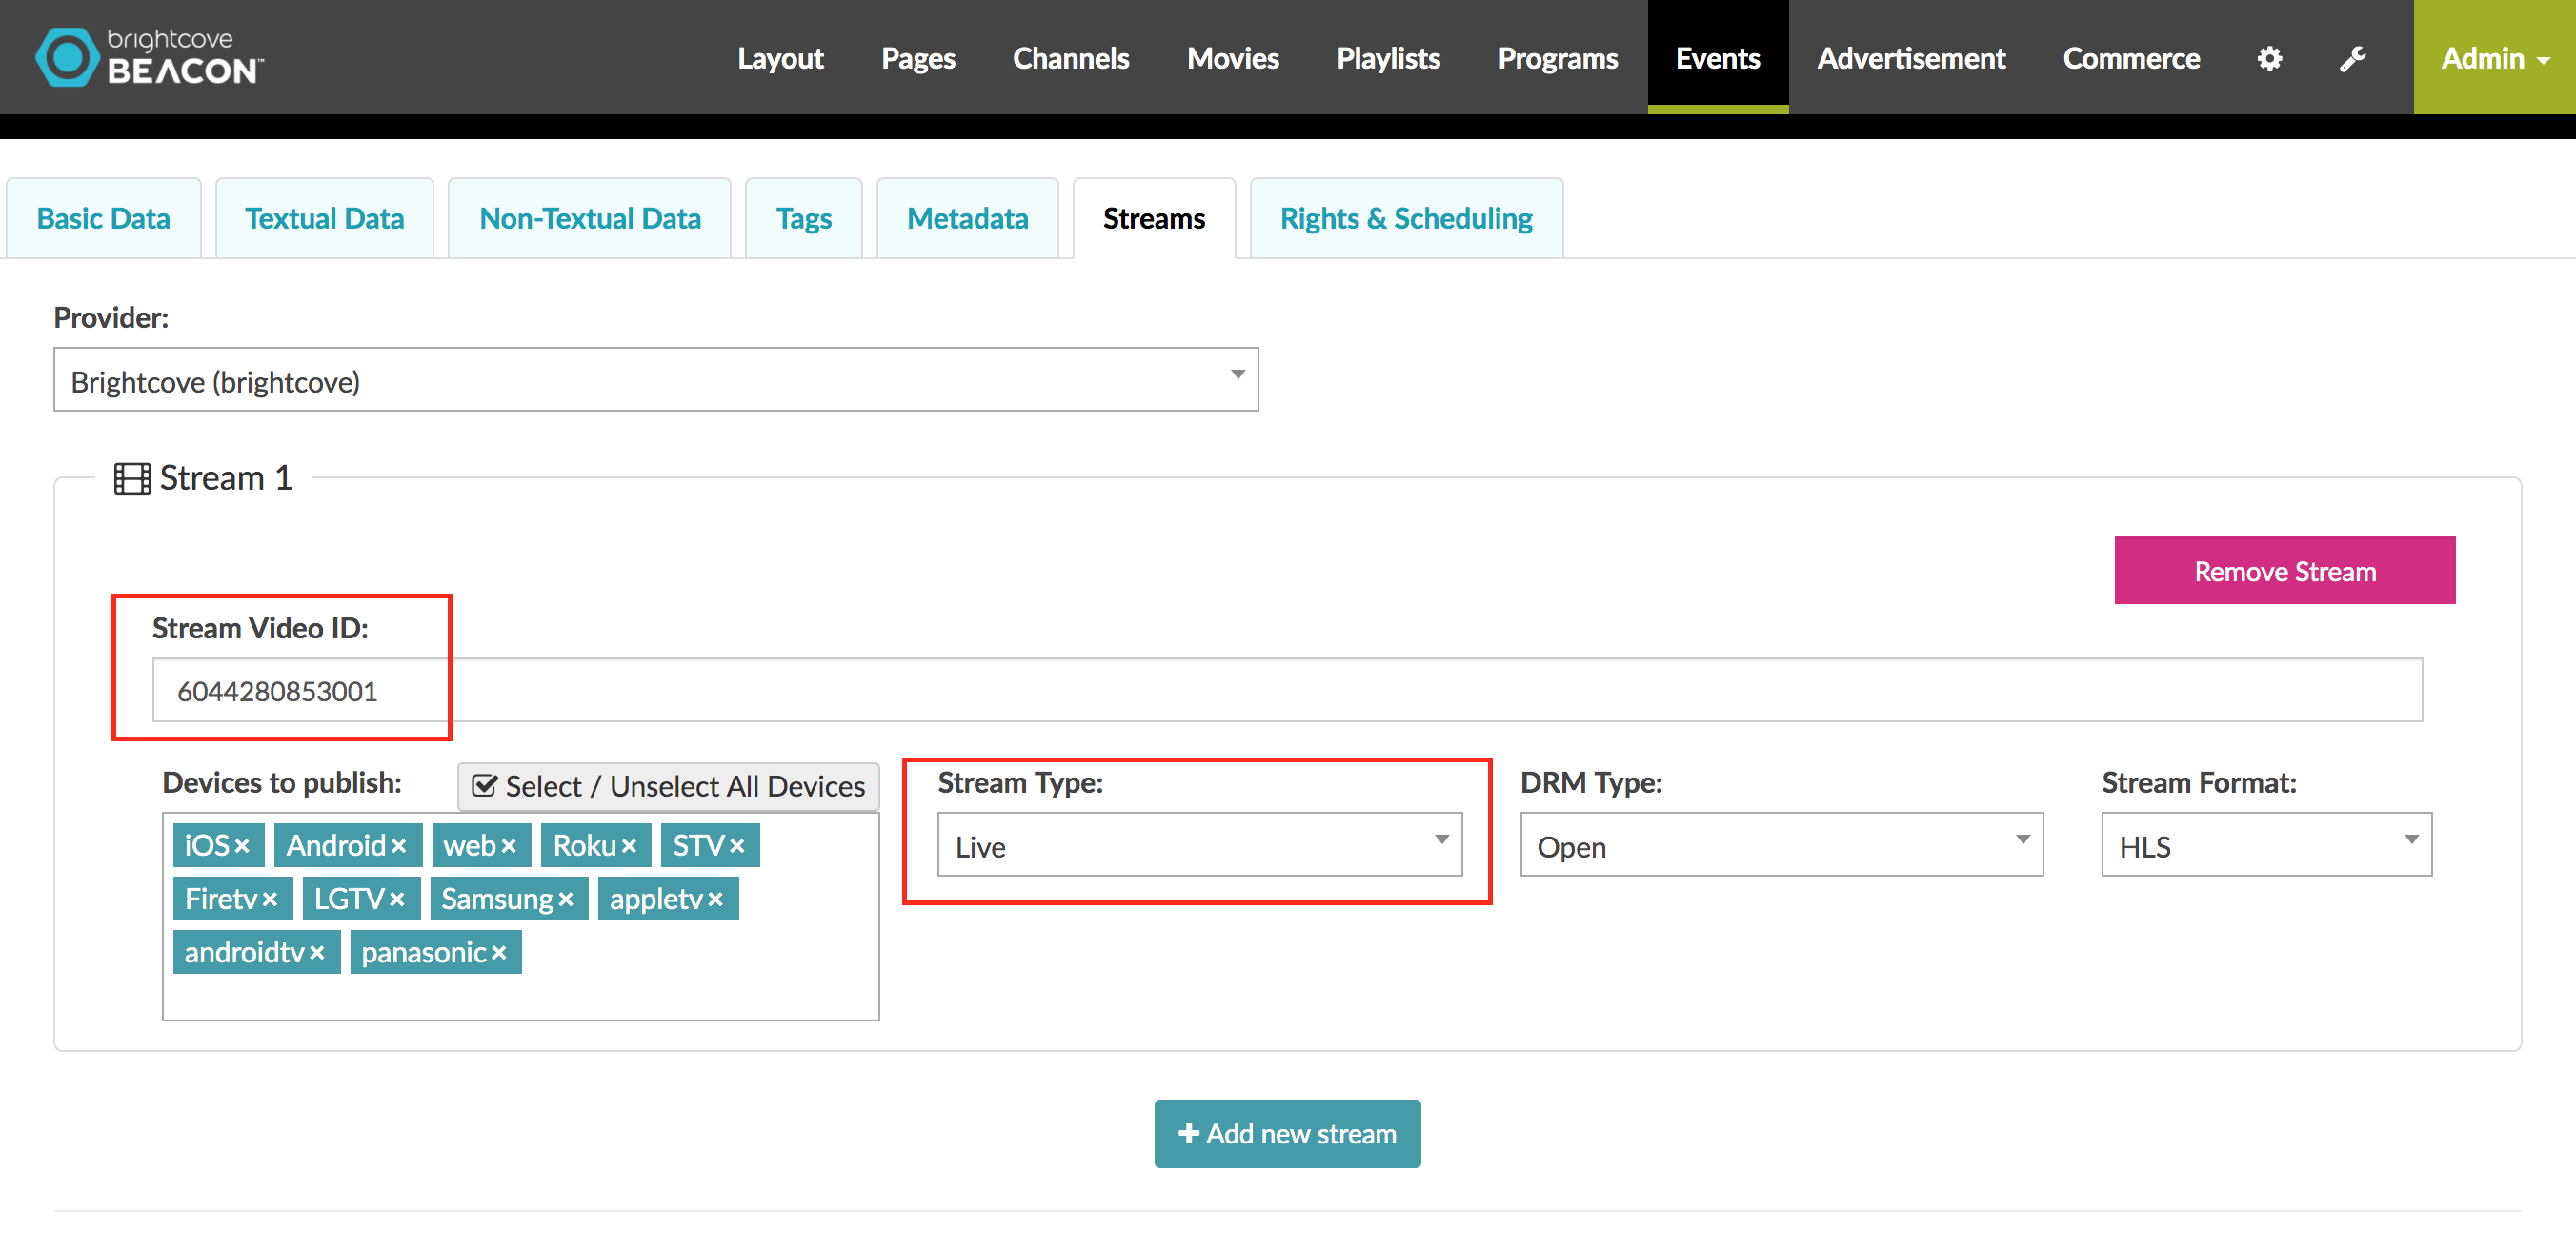 brightcove
BEACON™
Layout Pages Channels Movies Playlists Programs Events Advertisement Commerce Admin
Basic Data Textual Data Non-Textual Data Tags Metadata Streams Rights & Scheduling
Provider:
Brightcove (brightcove)
Stream 1
Remove Stream
Stream Video ID:
6044280853001
Devices to publish: Select / Unselect All Devices Stream Type: DRM Type: Stream Format:
iOS× Android× web× Roku× STV× Live Open HLS
Firetv× LGTV× Samsung× appletv×
androidtv× panasonic×
+ Add new stream